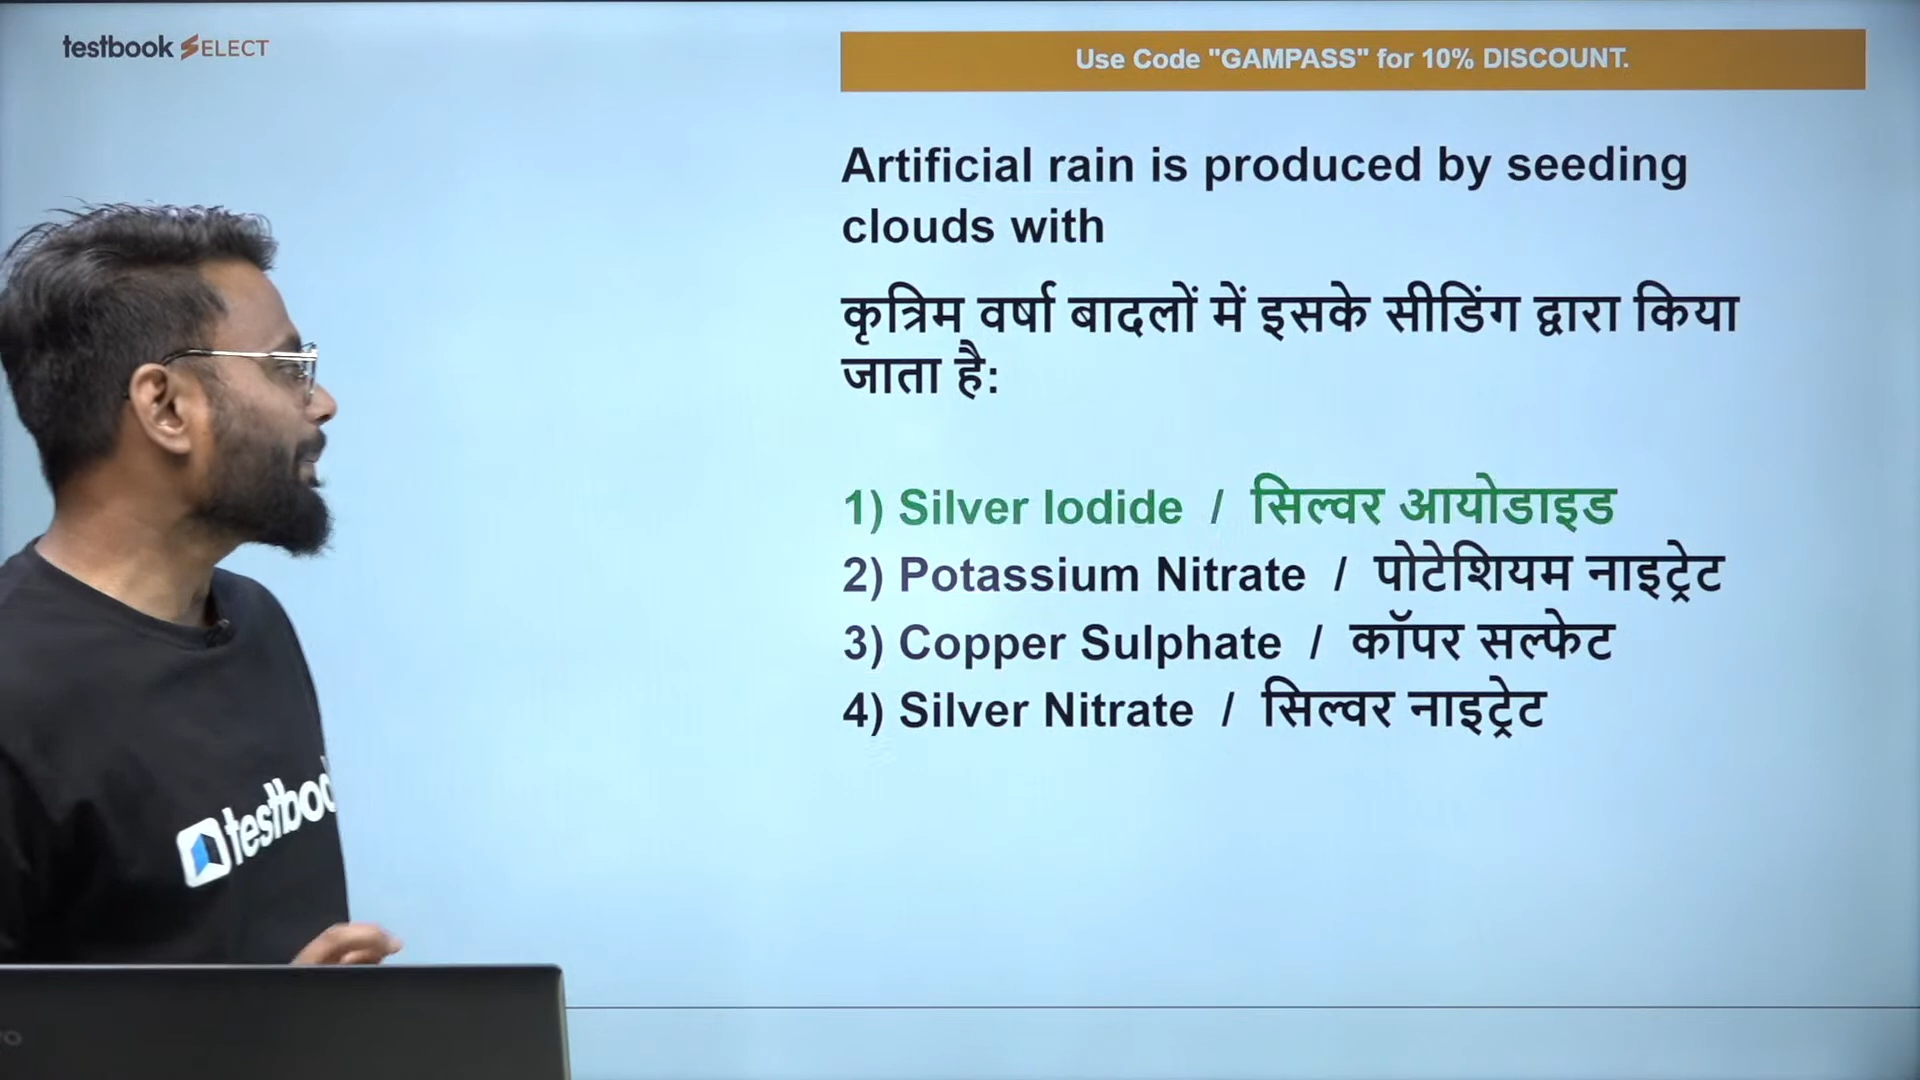 testbook SELECT
Use Code "GAMPASS" for 10% DISCOUNT.
Artificial rain is produced by seeding
clouds with
कृत्रिम वर्षा बादलों में इसके सीडिंग द्वारा किया
जाता है:
1) Silver Iodide / सिल्वर आयोडाइड
2) Potassium Nitrate / पोटेशियम नाइट्रेट
3) Copper Sulphate / कॉपर सल्फेट
4) Silver Nitrate / सिल्वर नाइट्रेट
testboo